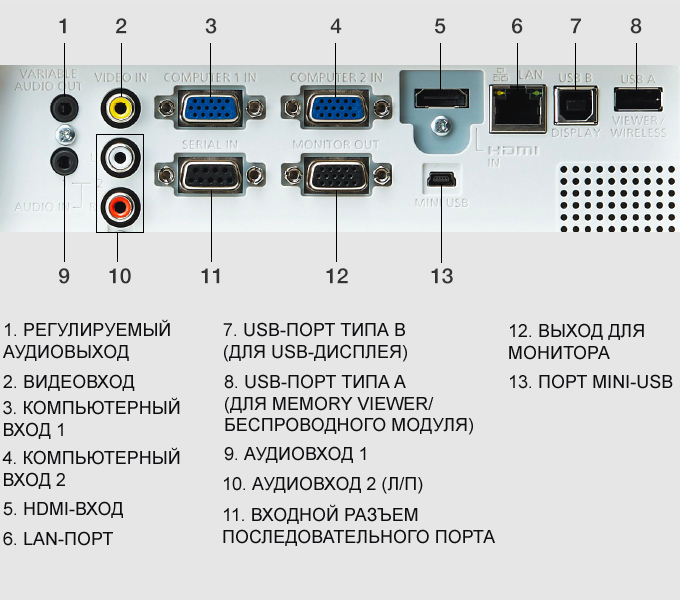 1 2 3 4 5 6 7 8
VARIABLE
AUDIO OUT
VIDEO IN
COMPUTER 1 IN
COMPUTER 2 IN
LAN
USB B
USB A
DISPLAY
VIEWER/
WIRELESS
SERIAL IN
MONITOR OUT
HDMI
IN
L
2
AUDIO IN
R
MINI USB
9 10 11 12 13
1. РЕГУЛИРУЕМЫЙ
АУДИОВЫХОД
2. ВИДЕОВХОД
3. КОМПЬЮТЕРНЫЙ
ВХОД 1
4. КОМПЬЮТЕРНЫЙ
ВХОД 2
5. HDMI-ВХОД
6. LAN-ПОРТ
7. USB-ПОРТ ТИПА B
(ДЛЯ USB-ДИСПЛЕЯ)
8. USB-ПОРТ ТИПА A
(ДЛЯ MEMORY VIEWER/
БЕСПРОВОДНОГО МОДУЛЯ)
9. АУДИОВХОД 1
10. АУДИОВХОД 2 (Л/П)
11. ВХОДНОЙ РАЗЪЕМ
ПОСЛЕДОВАТЕЛЬНОГО ПОРТА
12. ВЫХОД ДЛЯ
МОНИТОРА
13. ПОРТ MINI-USB